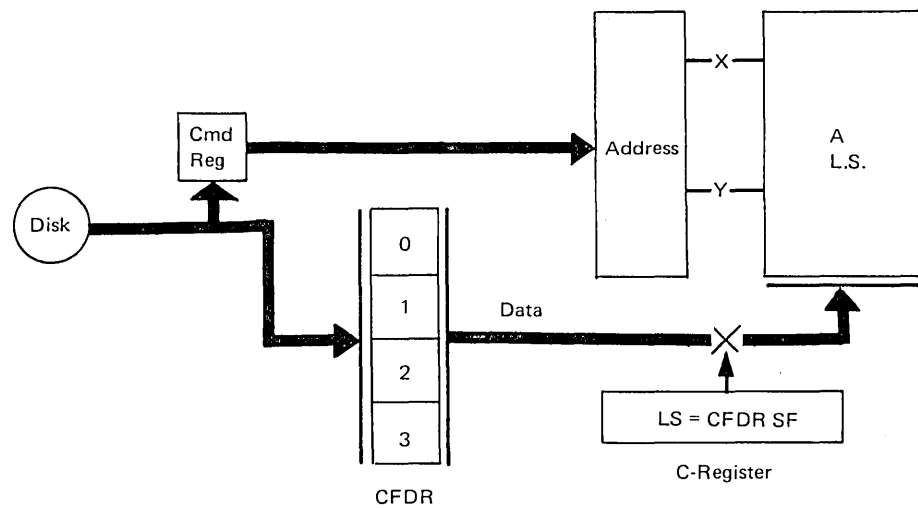 X
Cmd
Reg
Address
A
L.S.
Y
Disk
0
1
Data
2
LS = CFDR SF
3
C-Register
CFDR